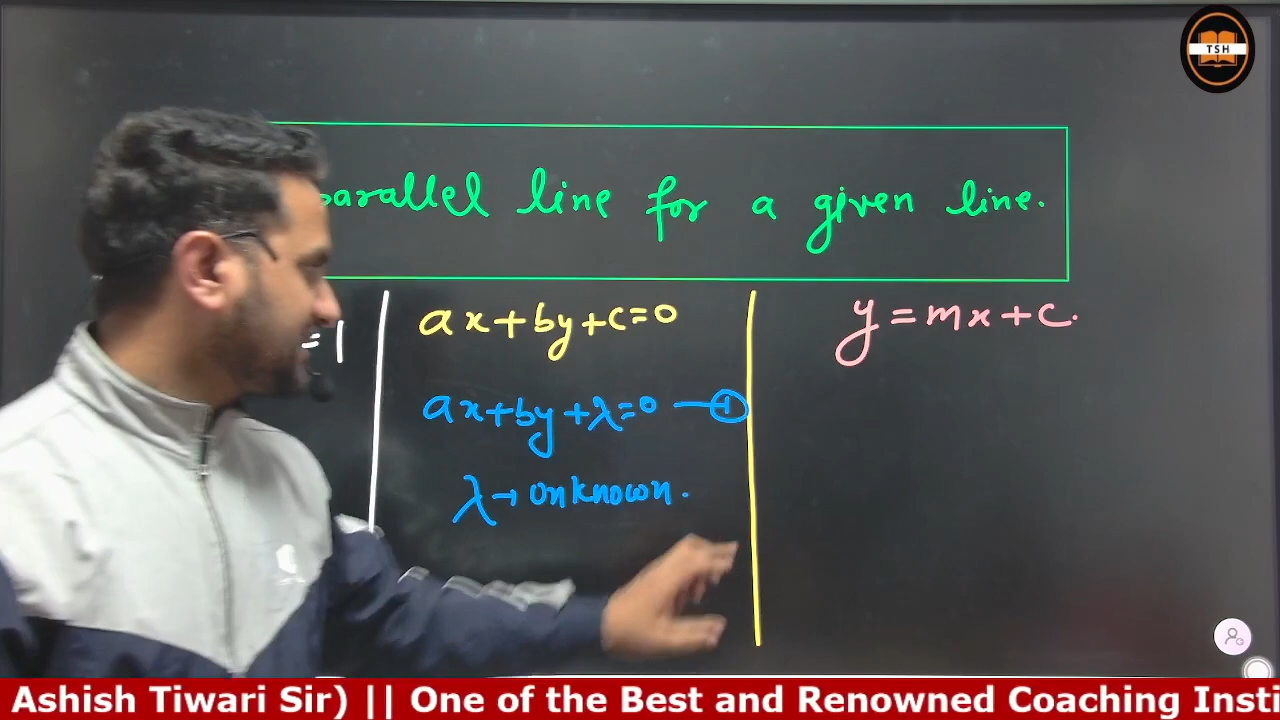 TSH
parallel line for a given line.
=1
ax+by+c=0
y=mx+c.
ax+by+λ=0 —①
λ→ unknown.
Ashish Tiwari Sir) || One of the Best and Renowned Coaching Insti